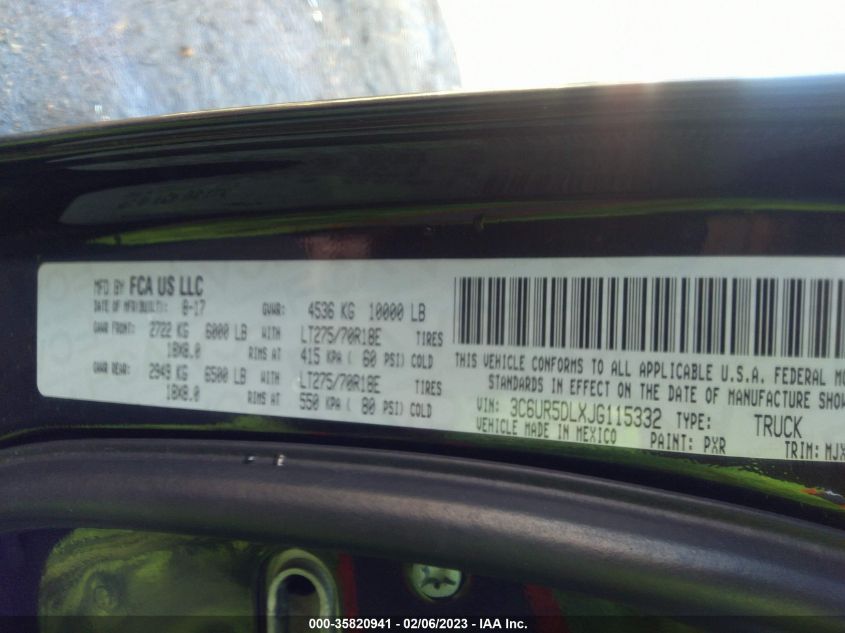 MFD BY FCA US LLC
DATE OF MFR(BUILT): 8-17 GVWR: 4536 KG 10000 LB
GAWR FRONT: 2722 KG 6000 LB WITH LT275/70R18E TIRES
18X8.0 RIMS AT 415 KPA ( 60 PSI) COLD
GAWR REAR: 2949 KG 6500 LB WITH LT275/70R18E TIRES
18X8.0 RIMS AT 550 KPA ( 80 PSI) COLD
THIS VEHICLE CONFORMS TO ALL APPLICABLE U.S.A. FEDERAL MO
STANDARDS IN EFFECT ON THE DATE OF MANUFACTURE SHOW
VIN: 3C6UR5DLXJG115332 TYPE: TRUCK
VEHICLE MADE IN MEXICO PAINT: PXR TRIM: MJX
000-35820941 - 02/06/2023 - IAA Inc.